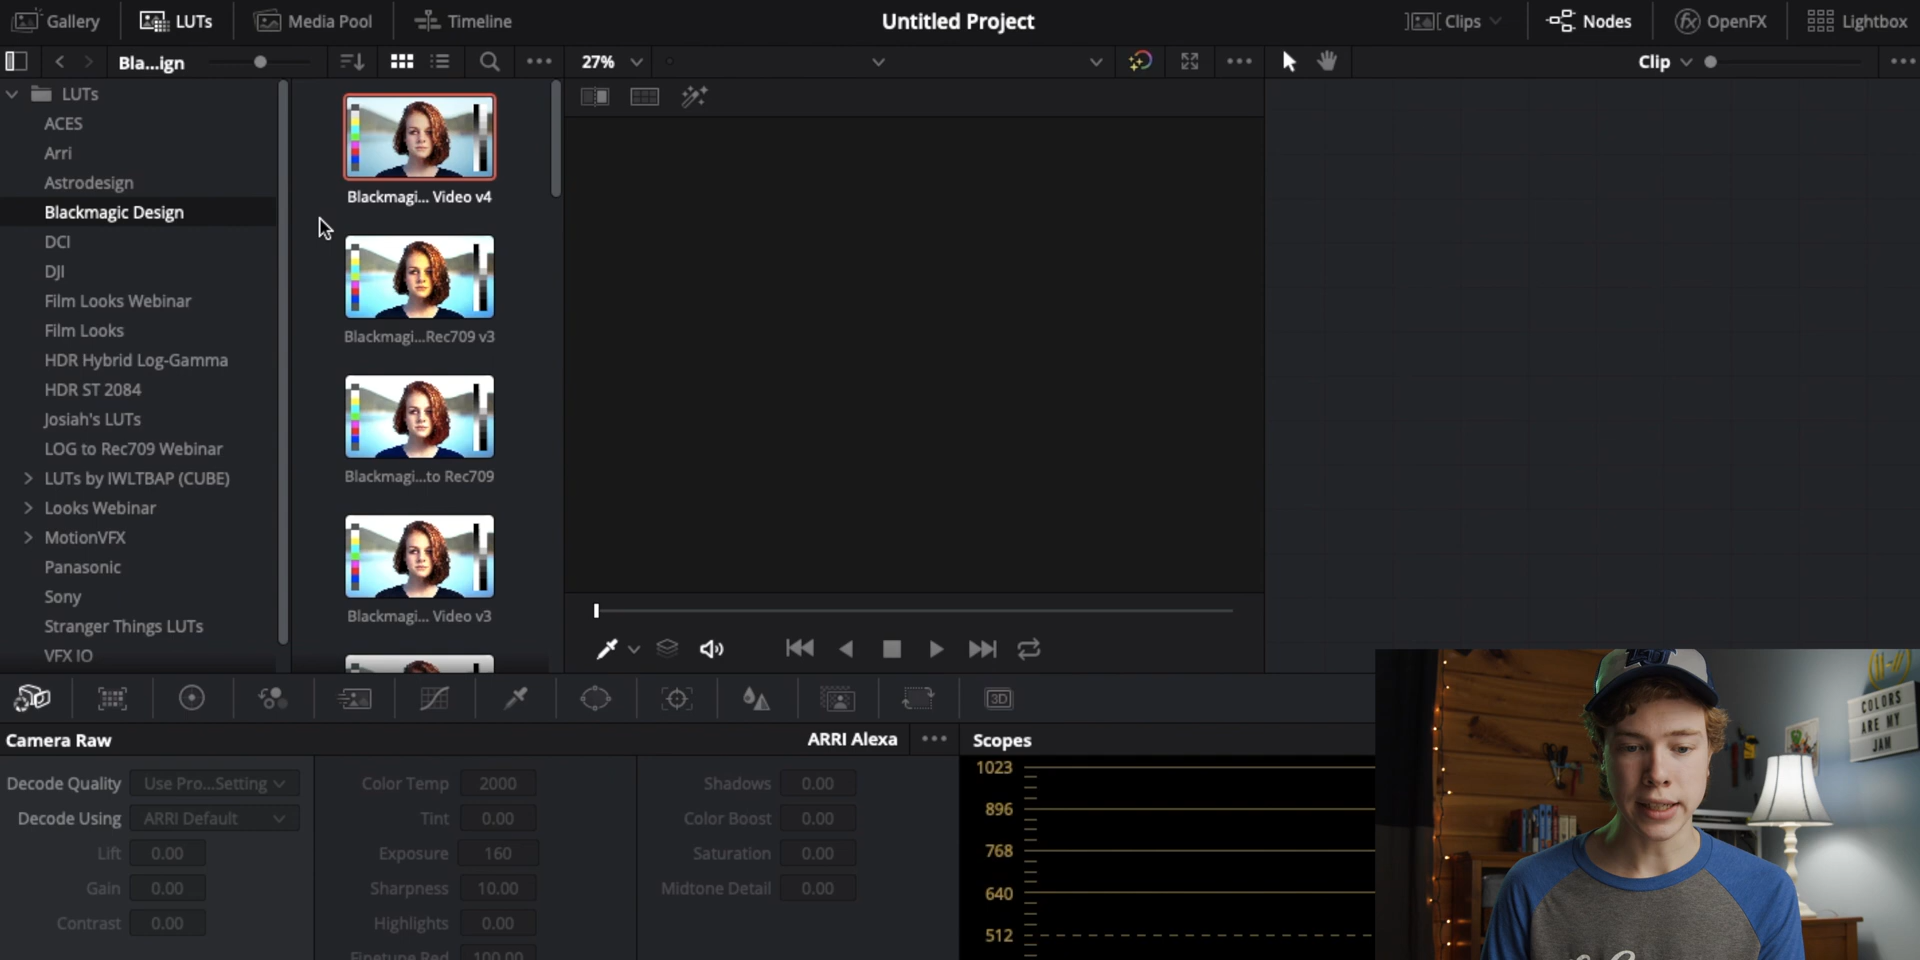 Gallery
LUTs
Media Pool
Timeline
Untitled Project
Clips
Nodes
OpenFX
Lightbox
Bla...ign
27%
Clip
LUTs
ACES
Arri
Astrodesign
Blackmagic Design
DCI
DJI
Film Looks Webinar
Film Looks
HDR Hybrid Log-Gamma
HDR ST 2084
Josiah's LUTs
LOG to Rec709 Webinar
LUTs by IWLTBAP (CUBE)
Looks Webinar
MotionVFX
Panasonic
Sony
Stranger Things LUTs
VFX IO
Blackmagi... Video v4
Blackmagi...Rec709 v3
Blackmagi...to Rec709
Blackmagi... Video v3
3D
Camera Raw
ARRI Alexa
Decode Quality Use Pro...Setting
Decode Using ARRI Default
Lift 0.00
Gain 0.00
Contrast 0.00
Color Temp 2000
Tint 0.00
Exposure 160
Sharpness 10.00
Highlights 0.00
Finetune Red 100.00
Shadows 0.00
Color Boost 0.00
Saturation 0.00
Midtone Detail 0.00
Scopes
1023
896
768
640
512
COLORS
ARE MY
JAM